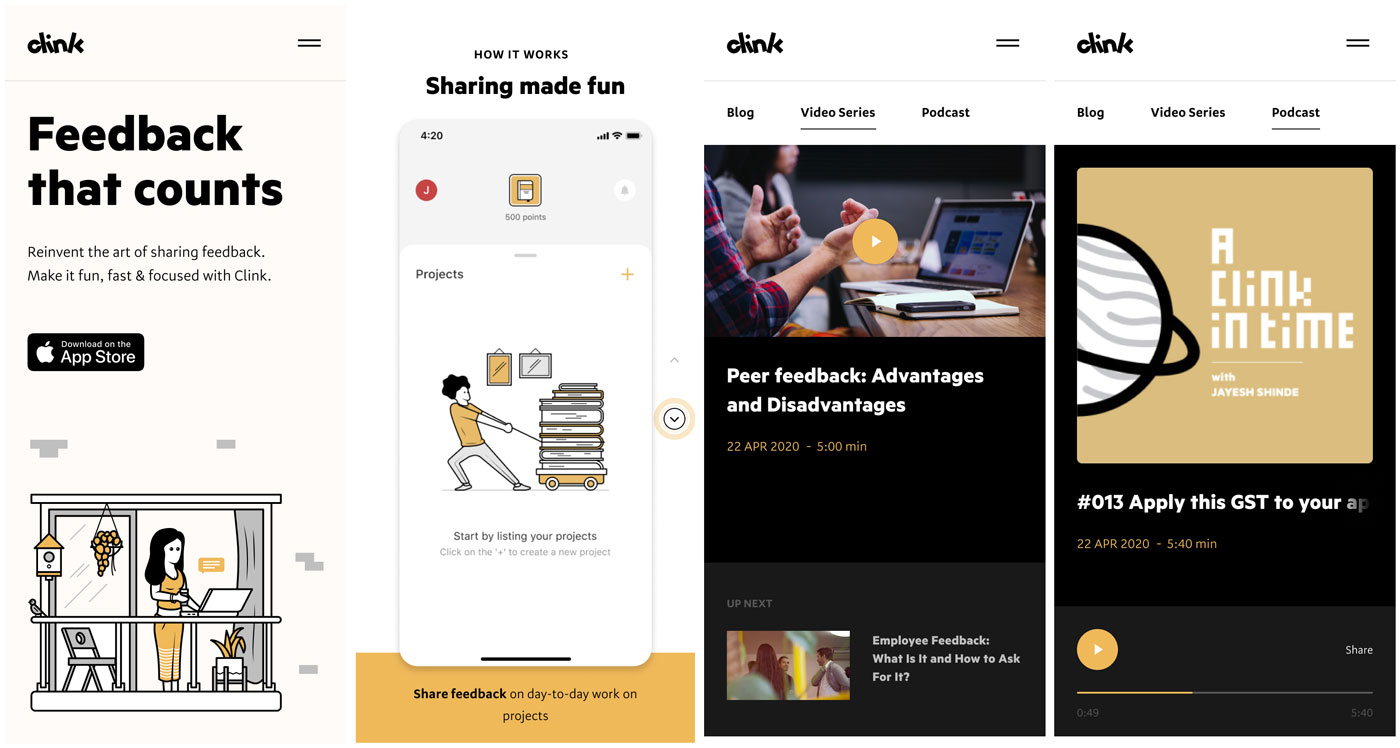 clink
Feedback
that counts
Reinvent the art of sharing feedback.
Make it fun, fast & focused with Clink.
Download on the
App Store
HOW IT WORKS
Sharing made fun
4:20
J
500 points
Projects
+
Start by listing your projects
Click on the '+' to create a new project
Share feedback on day-to-day work on
projects
clink
Blog Video Series Podcast
Peer feedback: Advantages
and Disadvantages
22 APR 2020 - 5:00 min
UP NEXT
Employee Feedback:
What Is It and How to Ask
For It?
clink
Blog Video Series Podcast
A
CLINK
IN TIME
with
JAYESH SHINDE
#013 Apply this GST to your ap
22 APR 2020 - 5:40 min
Share
0:49 5:40